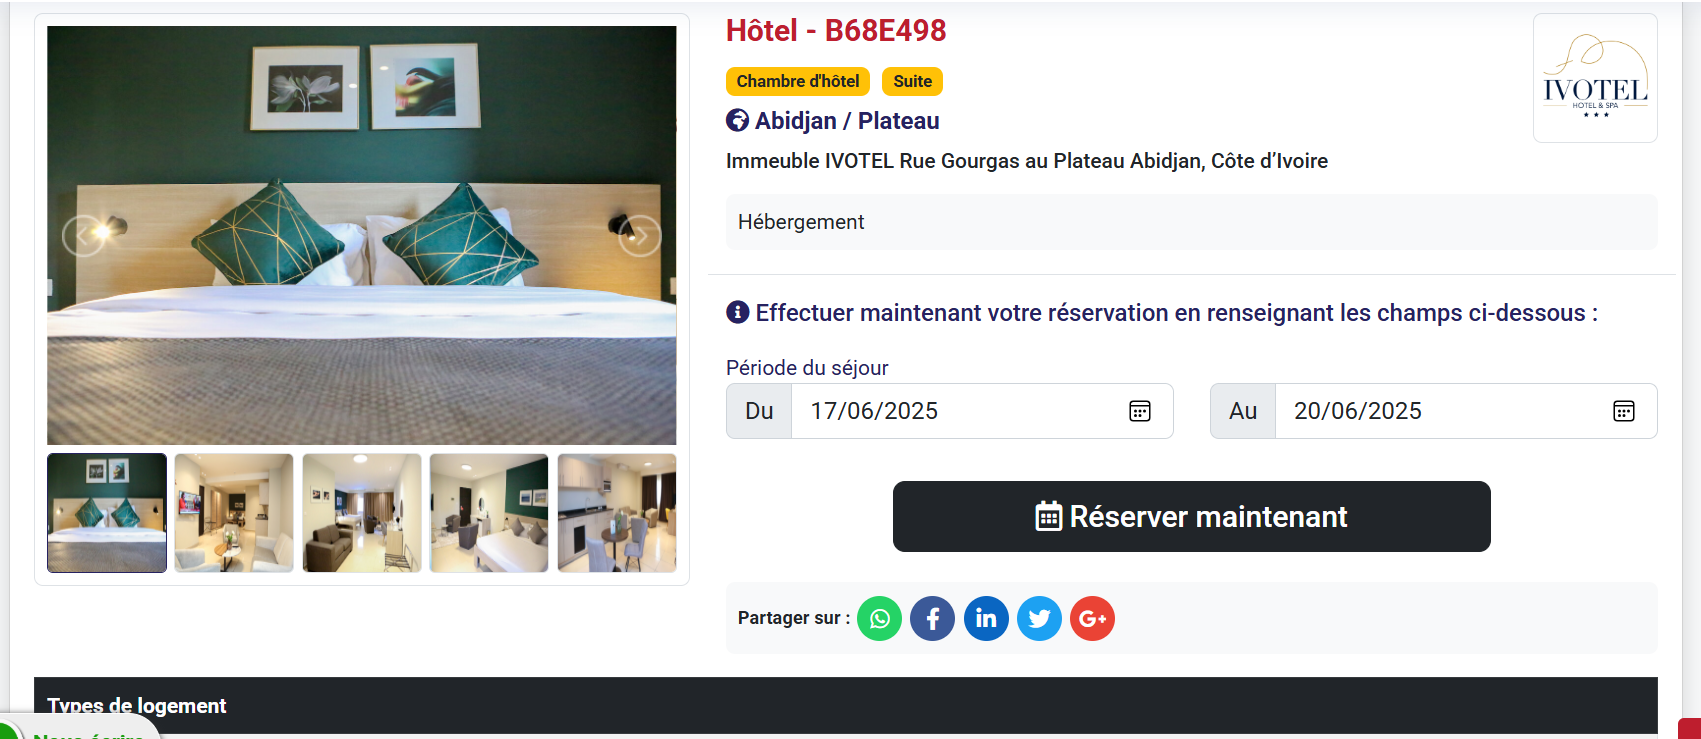 Hôtel - B68E498
Chambre d'hôtel Suite
IVOTEL
HOTEL & SPA
Abidjan / Plateau
Immeuble IVOTEL Rue Gourgas au Plateau Abidjan, Côte d’Ivoire
Hébergement
Effectuer maintenant votre réservation en renseignant les champs ci-dessous :
Période du séjour
Du 17/06/2025 Au 20/06/2025
Réserver maintenant
Partager sur :
Types de logement
Nous écrire